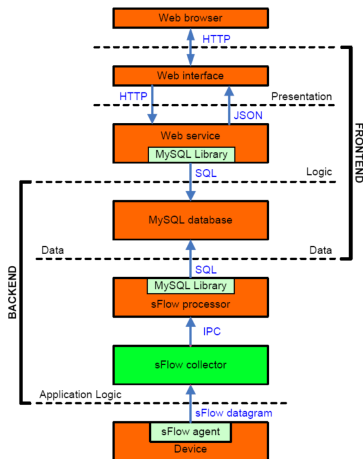 Web browser
HTTP
Web interface
HTTP
Presentation
JSON
Web service
MySQL Library
SQL
Logic
FRONTEND
MySQL database
Data
Data
SQL
BACKEND
MySQL Library
sFlow processor
IPC
sFlow collector
Application Logic
sFlow datagram
sFlow agent
Device